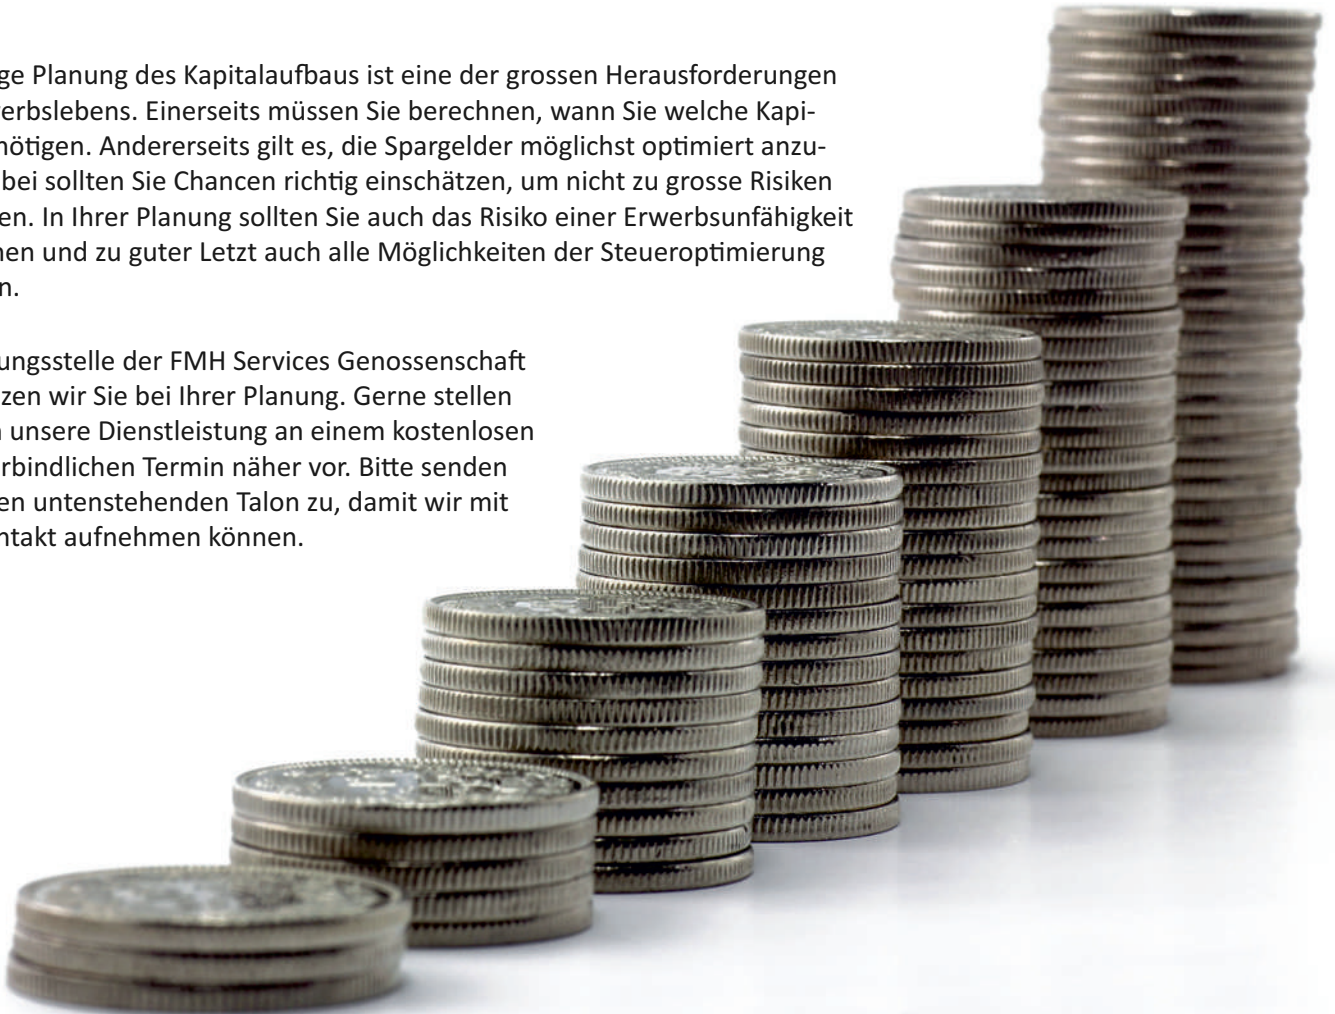 ge Planung des Kapitalaufbaus ist eine der grossen Herausforderungen
erbslebens. Einerseits müssen Sie berechnen, wann Sie welche Kapi-
nötigen. Andererseits gilt es, die Spargelder möglichst optimiert anzu-
bei sollten Sie Chancen richtig einschätzen, um nicht zu grosse Risiken
en. In Ihrer Planung sollten Sie auch das Risiko einer Erwerbsunfähigkeit
nen und zu guter Letzt auch alle Möglichkeiten der Steueroptimierung
n.
ungsstelle der FMH Services Genossenschaft
zen wir Sie bei Ihrer Planung. Gerne stellen
n unsere Dienstleistung an einem kostenlosen
rbindlichen Termin näher vor. Bitte senden
en untenstehenden Talon zu, damit wir mit
ntakt aufnehmen können.